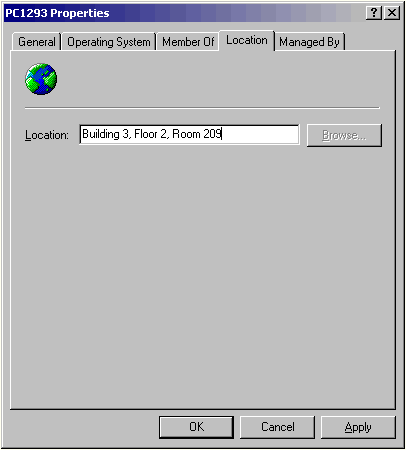 PC1293 Properties
General Operating System Member Of Location Managed By
Location: Building 3, Floor 2, Room 209 Browse...
OK Cancel Apply